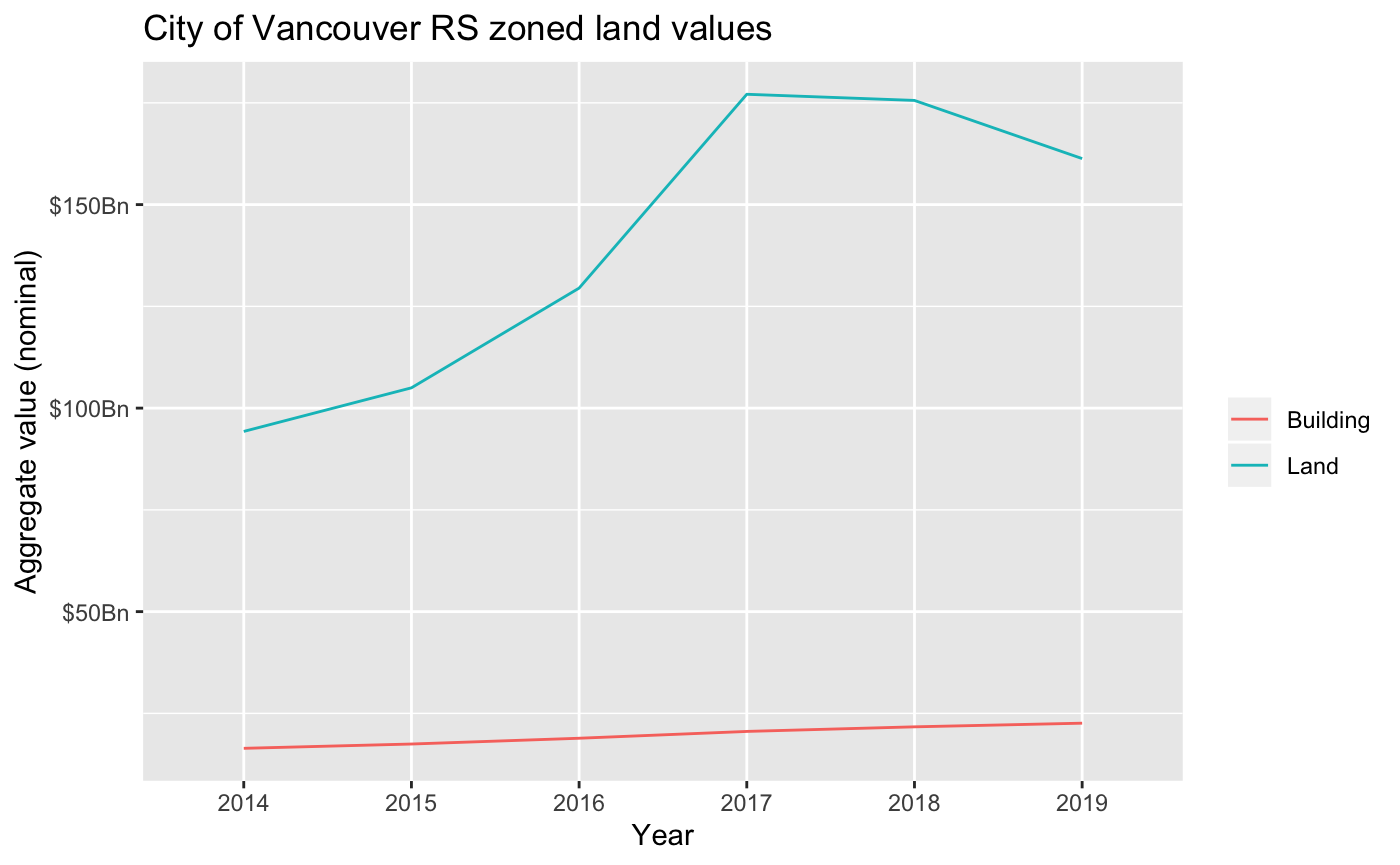 City of Vancouver RS zoned land values
Aggregate value (nominal)
$150Bn
$100Bn
$50Bn
Building
Land
2014 2015 2016 2017 2018 2019
Year